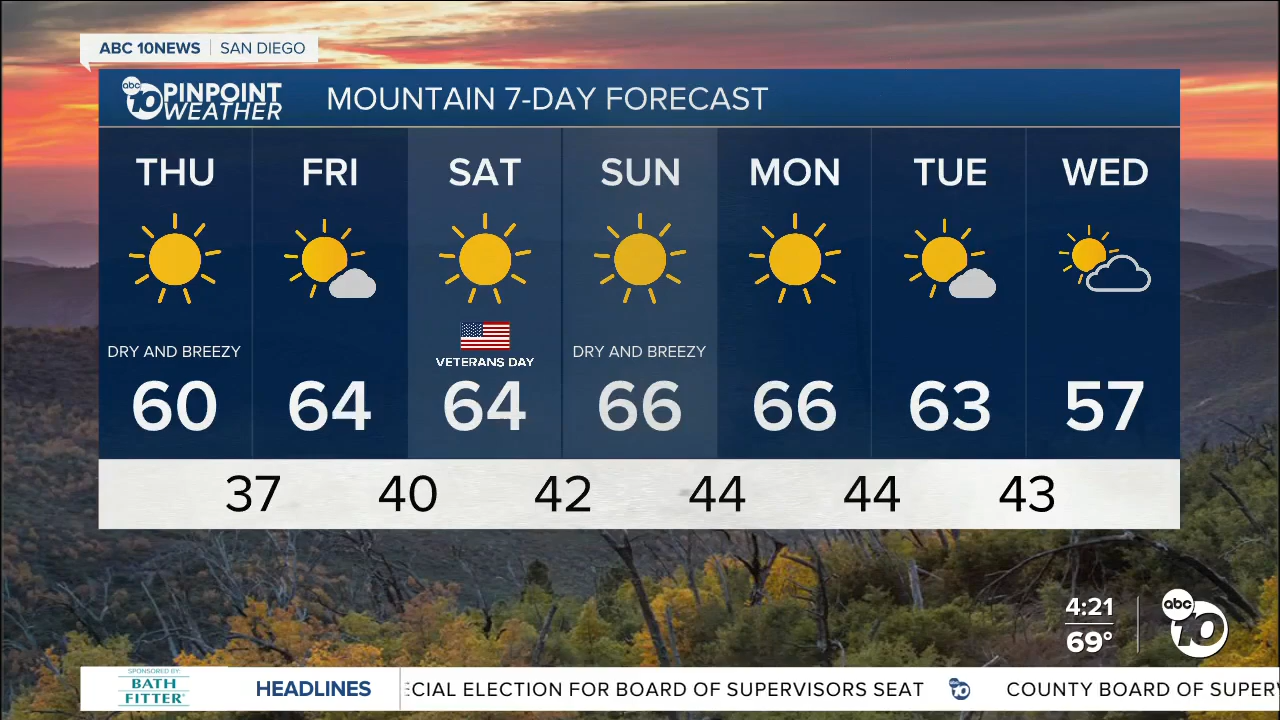 ABC 10NEWS | SAN DIEGO
abc 10 PINPOINT WEATHER
MOUNTAIN 7-DAY FORECAST
THU FRI SAT SUN MON TUE WED
VETERANS DAY
DRY AND BREEZY DRY AND BREEZY
60 64 64 66 66 63 57
37 40 42 44 44 43
4:21
69°
abc 10
SPONSORED BY:
BATH
FITTER®
HEADLINES
CIAL ELECTION FOR BOARD OF SUPERVISORS SEAT abc 10 COUNTY BOARD OF SUPER